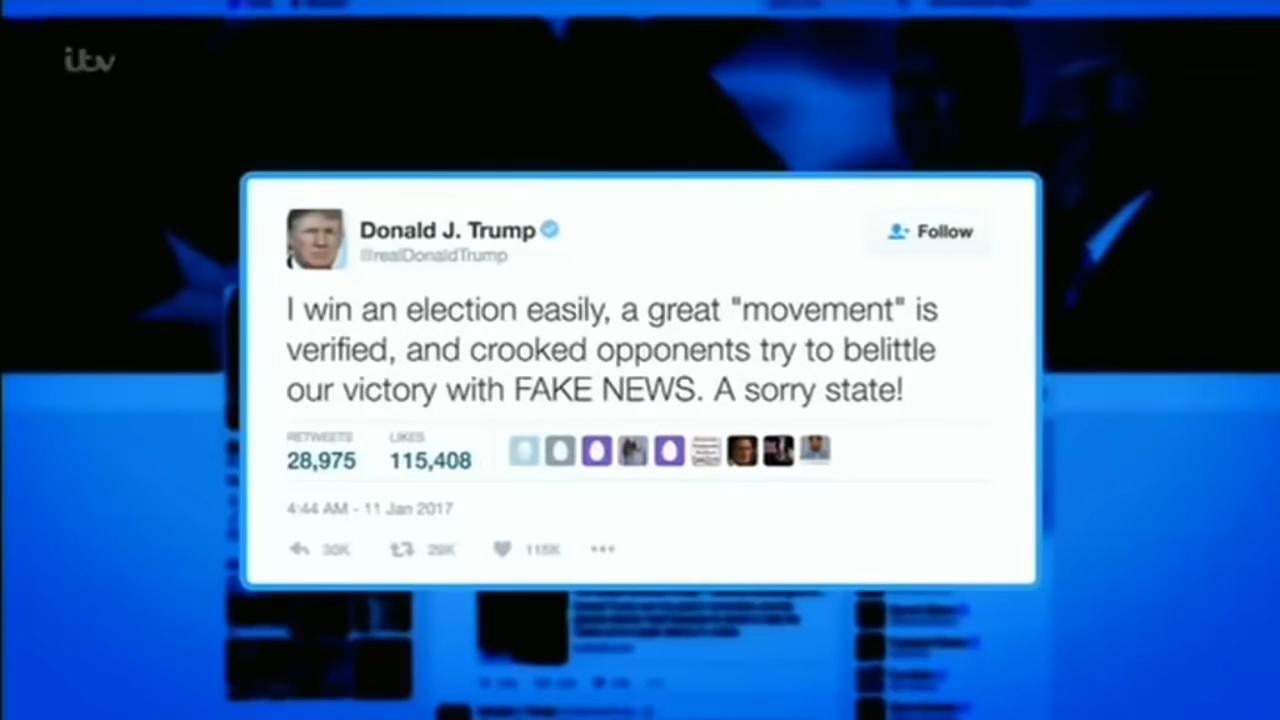 itv
Donald J. Trump
Follow
@realDonaldTrump
I win an election easily, a great "movement" is
verified, and crooked opponents try to belittle
our victory with FAKE NEWS. A sorry state!
RETWEETS LIKES
28,975 115,408
4:44 AM - 11 Jan 2017
30K 29K 115K